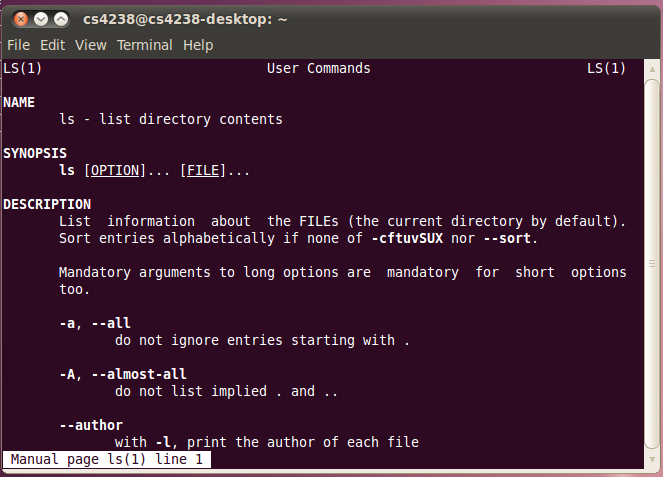 cs4238@cs4238-desktop: ~
File Edit View Terminal Help
LS(1) User Commands LS(1)
NAME
ls - list directory contents
SYNOPSIS
ls [OPTION]... [FILE]...
DESCRIPTION
List information about the FILEs (the current directory by default).
Sort entries alphabetically if none of -cftuvSUX nor --sort.
Mandatory arguments to long options are mandatory for short options
too.
-a, --all
do not ignore entries starting with .
-A, --almost-all
do not list implied . and ..
--author
with -l, print the author of each file
Manual page ls(1) line 1